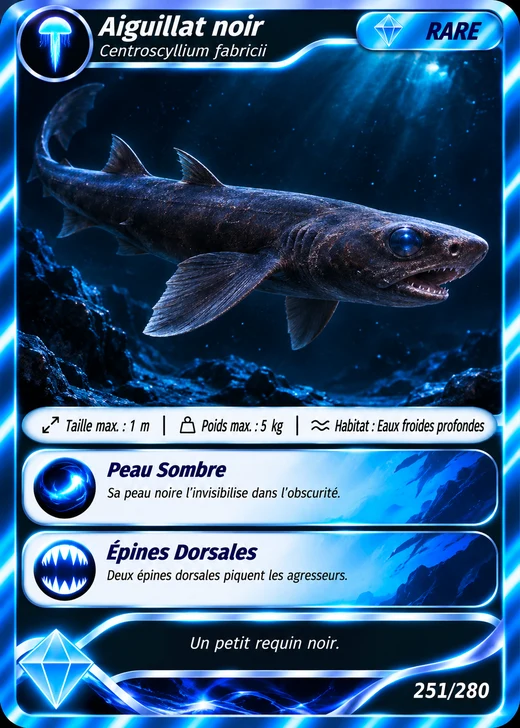 Aiguillat noir
Centroscyllium fabricii
RARE
Taille max. : 1 m | Poids max. : 5 kg | Habitat : Eaux froides profondes
Peau Sombre
Sa peau noire l'invisibilise dans l'obscurité.
Épines Dorsales
Deux épines dorsales piquent les agresseurs.
Un petit requin noir.
251/280